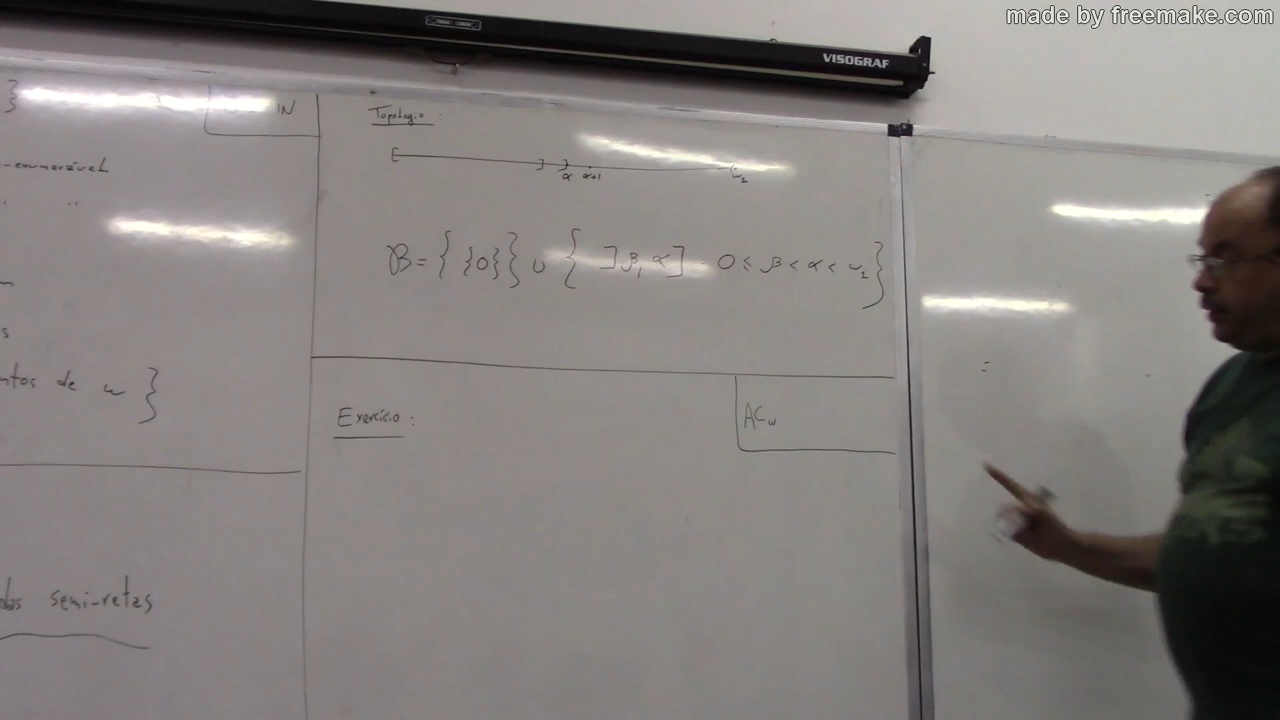 made by freemake.com
VISOGRAF
}
IN
-enumerável
" "
s
ntos de ω }
semi-retas
Topologia :
α α+1 ω₁
B = { {0} } ∪ { ]β, α] : 0 ≤ β < α < ω₁ }
Exercício :
ACω